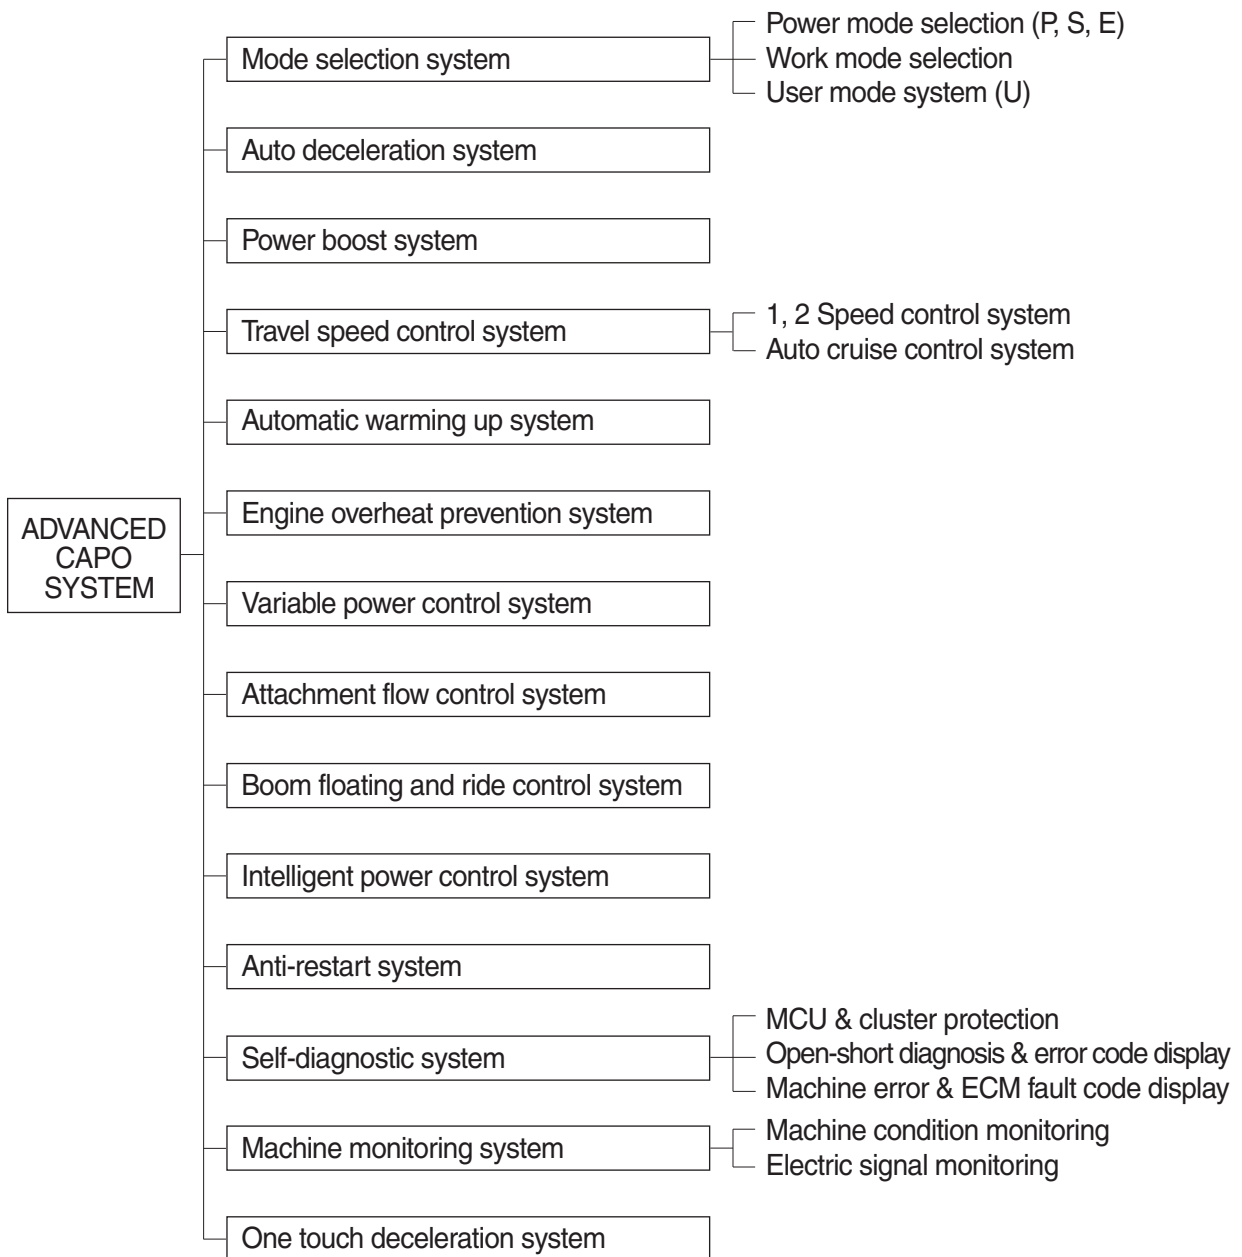 Mode selection system
Power mode selection (P, S, E)
Work mode selection
User mode system (U)
Auto deceleration system
Power boost system
Travel speed control system
1, 2 Speed control system
Auto cruise control system
Automatic warming up system
ADVANCED
CAPO
SYSTEM
Engine overheat prevention system
Variable power control system
Attachment flow control system
Boom floating and ride control system
Intelligent power control system
Anti-restart system
Self-diagnostic system
MCU & cluster protection
Open-short diagnosis & error code display
Machine error & ECM fault code display
Machine monitoring system
Machine condition monitoring
Electric signal monitoring
One touch deceleration system